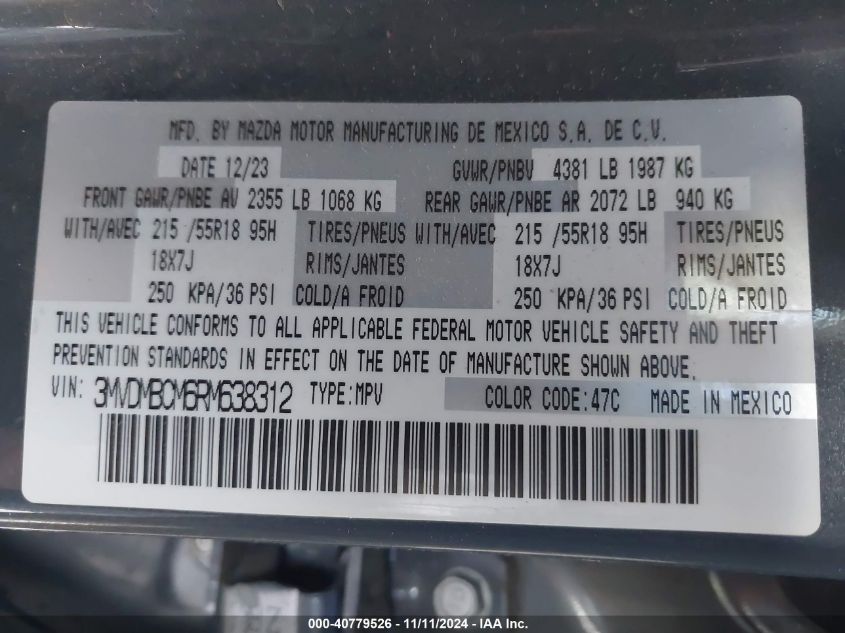 MFD. BY MAZDA MOTOR MANUFACTURING DE MEXICO S.A. DE C.V.
DATE 12/23 GVWR/PNBV 4381 LB 1987 KG
FRONT GAWR/PNBE AV 2355 LB 1068 KG REAR GAWR/PNBE AR 2072 LB 940 KG
WITH/AVEC 215 /55R18 95H TIRES/PNEUS WITH/AVEC 215 /55R18 95H TIRES/PNEUS
18X7J RIMS/JANTES 18X7J RIMS/JANTES
250 KPA/36 PSI COLD/A FROID 250 KPA/36 PSI COLD/A FROID
THIS VEHICLE CONFORMS TO ALL APPLICABLE FEDERAL MOTOR VEHICLE SAFETY AND THEFT
PREVENTION STANDARDS IN EFFECT ON THE DATE OF MANUFACTURE SHOWN ABOVE.
VIN: 3MVDMBCM6RM638312 TYPE:MPV COLOR CODE:47C MADE IN MEXICO
000-40779526 - 11/11/2024 - IAA Inc.